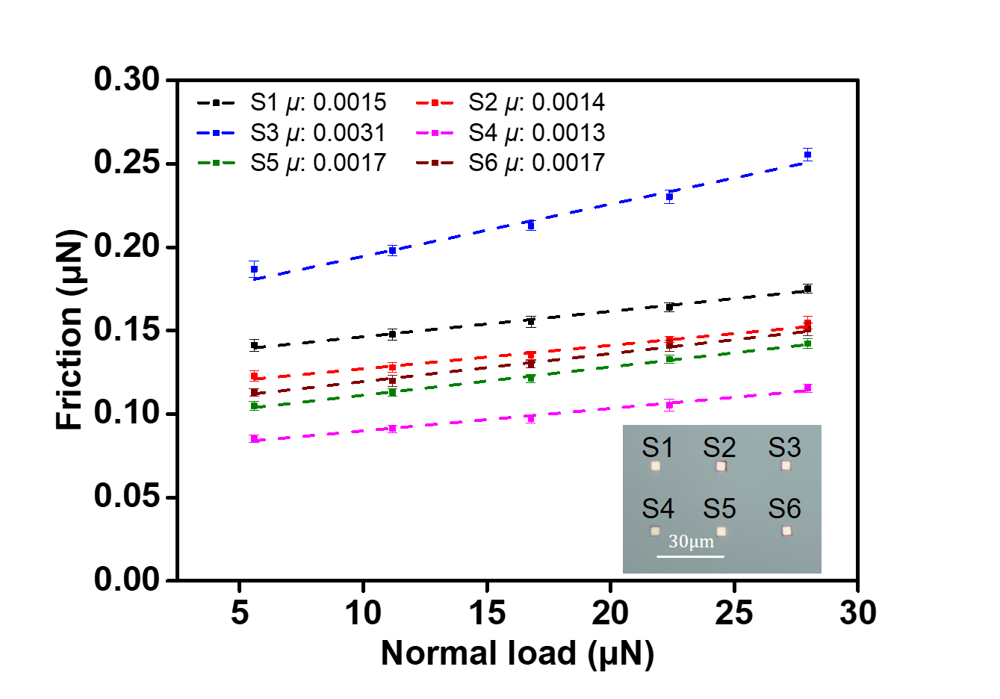 0.30
0.25
0.20
0.15
0.10
0.05
0.00
Friction (μN)
S1 μ: 0.0015 S2 μ: 0.0014
S3 μ: 0.0031 S4 μ: 0.0013
S5 μ: 0.0017 S6 μ: 0.0017
S1 S2 S3
S4 S5 S6
30μm
5 10 15 20 25 30
Normal load (μN)